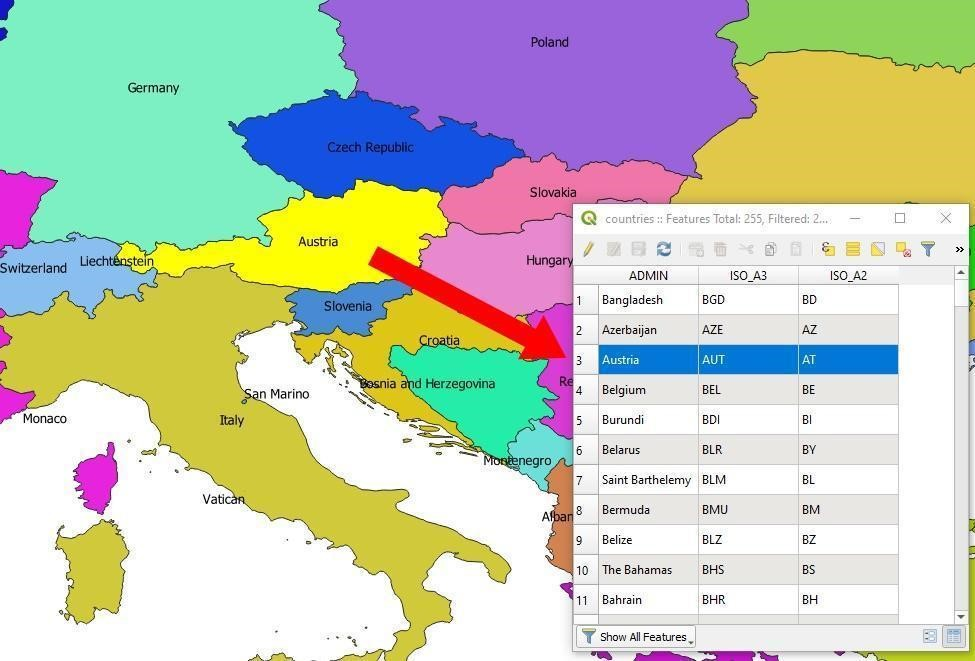 Poland
Germany
Czech Republic
Slovakia
Austria
Switzerland
Liechtenstein
Hungary
Slovenia
Croatia
Bosnia and Herzegovina
San Marino
Monaco
Italy
Montenegro
Vatican
Alban
Re
countries :: Features Total: 255, Filtered: 2...
»
ADMIN ISO_A3 ISO_A2
1 Bangladesh BGD BD
2 Azerbaijan AZE AZ
3 Austria AUT AT
4 Belgium BEL BE
5 Burundi BDI BI
6 Belarus BLR BY
7 Saint Barthelemy BLM BL
8 Bermuda BMU BM
9 Belize BLZ BZ
10 The Bahamas BHS BS
11 Bahrain BHR BH
Show All Features